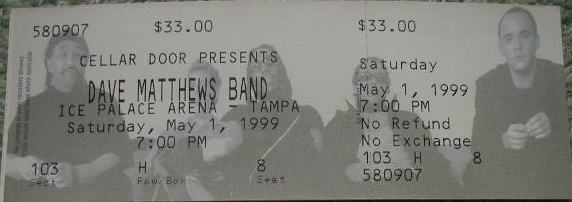 580907 $33.00
CELLAR DOOR PRESENTS
DAVE MATTHEWS BAND
ICE PALACE ARENA - TAMPA
Saturday, May 1, 1999
7:00 PM
103 H 8
Sect Row/Box Seat
$33.00
Saturday
May 1, 1999
7:00 PM
No Refund
No Exchange
103 H 8
580907